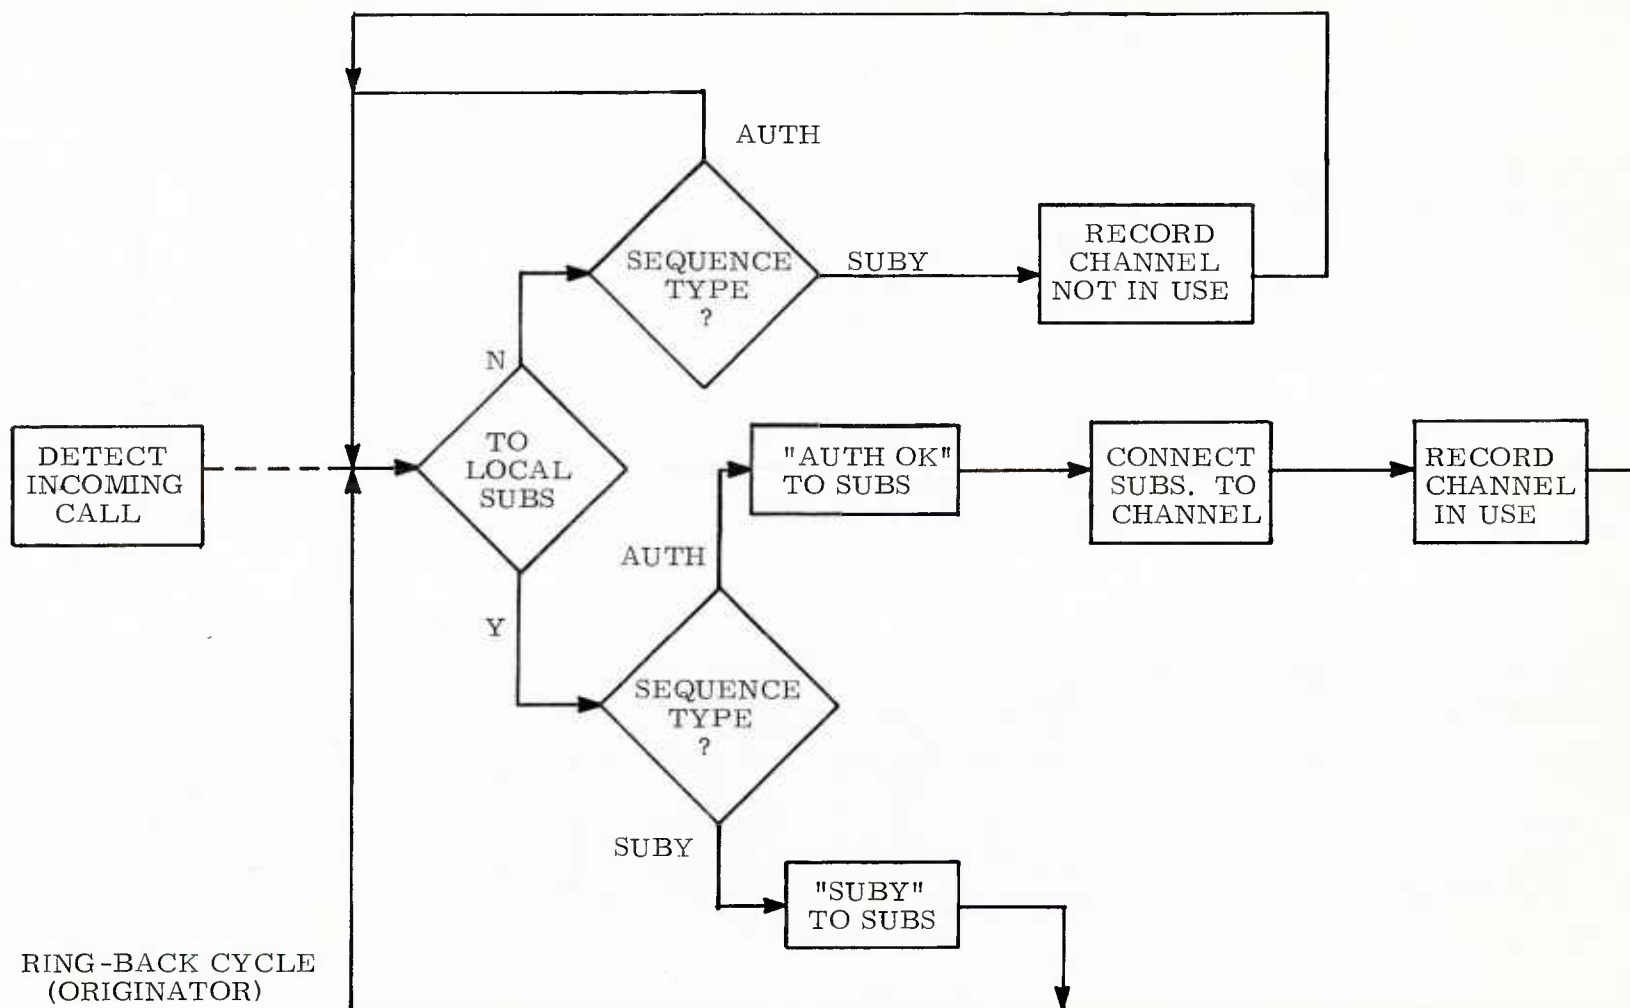 AUTH
SEQUENCE
TYPE
?
SUBY
RECORD
CHANNEL
NOT IN USE
N
DETECT
INCOMING
CALL
TO
LOCAL
SUBS
"AUTH OK"
TO SUBS
CONNECT
SUBS. TO
CHANNEL
RECORD
CHANNEL
IN USE
AUTH
Y
SEQUENCE
TYPE
?
SUBY
"SUBY"
TO SUBS
RING-BACK CYCLE
(ORIGINATOR)